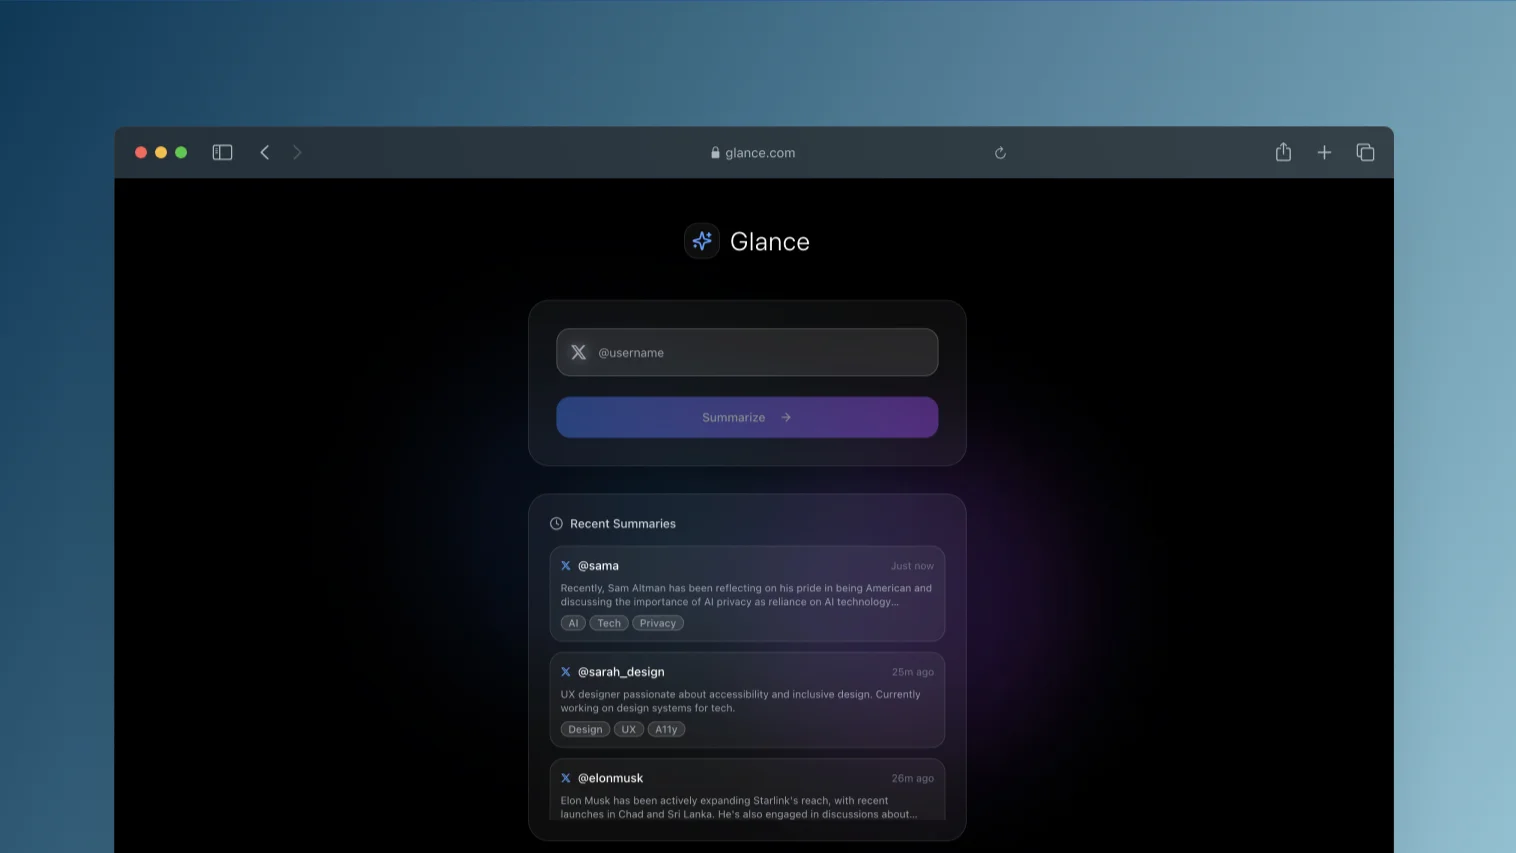 glance.com
Glance
@username
Summarize
Recent Summaries
@sama
Just now
Recently, Sam Altman has been reflecting on his pride in being American and
discussing the importance of AI privacy as reliance on AI technology...
AI Tech Privacy
@sarah_design
25m ago
UX designer passionate about accessibility and inclusive design. Currently
working on design systems for tech.
Design UX A11y
@elonmusk
26m ago
Elon Musk has been actively expanding Starlink's reach, with recent
launches in Chad and Sri Lanka. He's also engaged in discussions about...